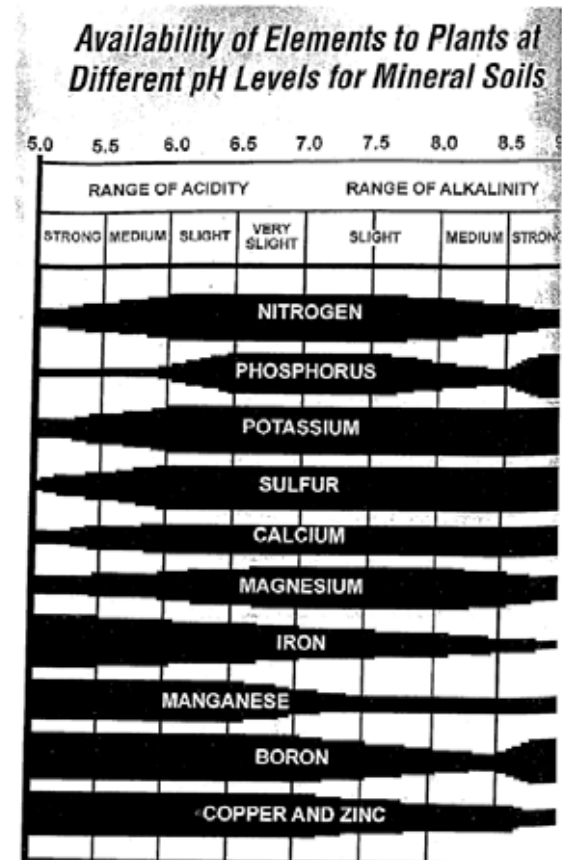 Availability of Elements to Plants at
Different pH Levels for Mineral Soils
5.0 5.5 6.0 6.5 7.0 7.5 8.0 8.5
RANGE OF ACIDITY RANGE OF ALKALINITY
STRONG MEDIUM SLIGHT VERY SLIGHT SLIGHT MEDIUM STRONG
NITROGEN
PHOSPHORUS
POTASSIUM
SULFUR
CALCIUM
MAGNESIUM
IRON
MANGANESE
BORON
COPPER AND ZINC